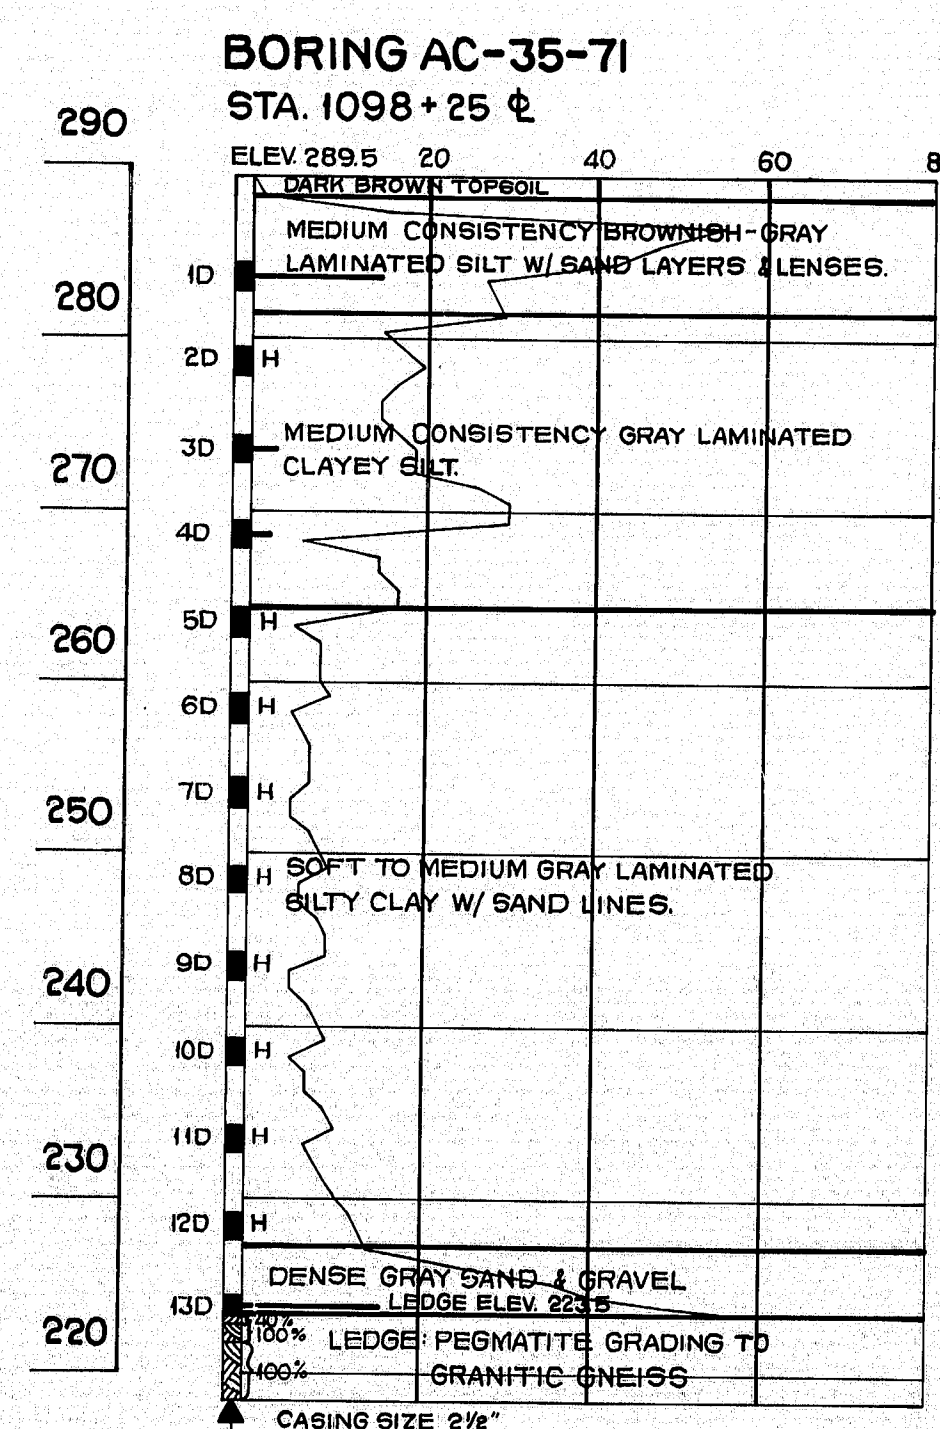 BORING AC-35-71
STA. 1098+25 ℄
290
ELEV. 289.5 20 40 60 8
DARK BROWN TOPSOIL
MEDIUM CONSISTENCY BROWNISH-GRAY
LAMINATED SILT W/ SAND LAYERS & LENSES.
1D
280
2D H
MEDIUM CONSISTENCY GRAY LAMINATED
3D
CLAYEY SILT.
270
4D
5D H
260
6D H
7D H
250
8D H SOFT TO MEDIUM GRAY LAMINATED
SILTY CLAY W/ SAND LINES.
9D H
240
10D H
11D H
230
12D H
DENSE GRAY SAND & GRAVEL
13D LEDGE ELEV. 223.5
40%
220 100% LEDGE: PEGMATITE GRADING TO
100% GRANITIC GNEISS
CASING SIZE 2½"